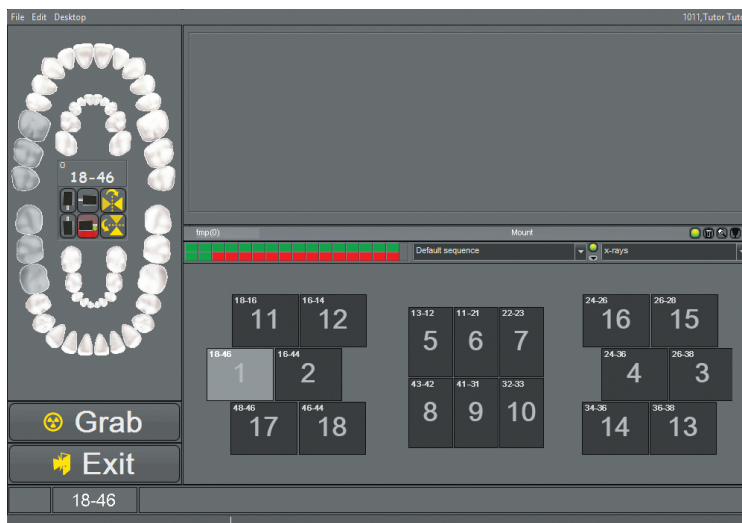 File Edit Desktop 1011,Tutor Tuto
0
18-46
tmp(0) Mount
Default sequence x-rays
18-16 16-14 24-26 26-28
11 12 16 15
13-12 11-21 22-23
5 6 7
18-46 16-44 24-36 26-38
1 2 4 3
43-42 41-31 32-33
8 9 10
48-46 46-44 34-36 36-38
17 18 14 13
Grab
Exit
18-46